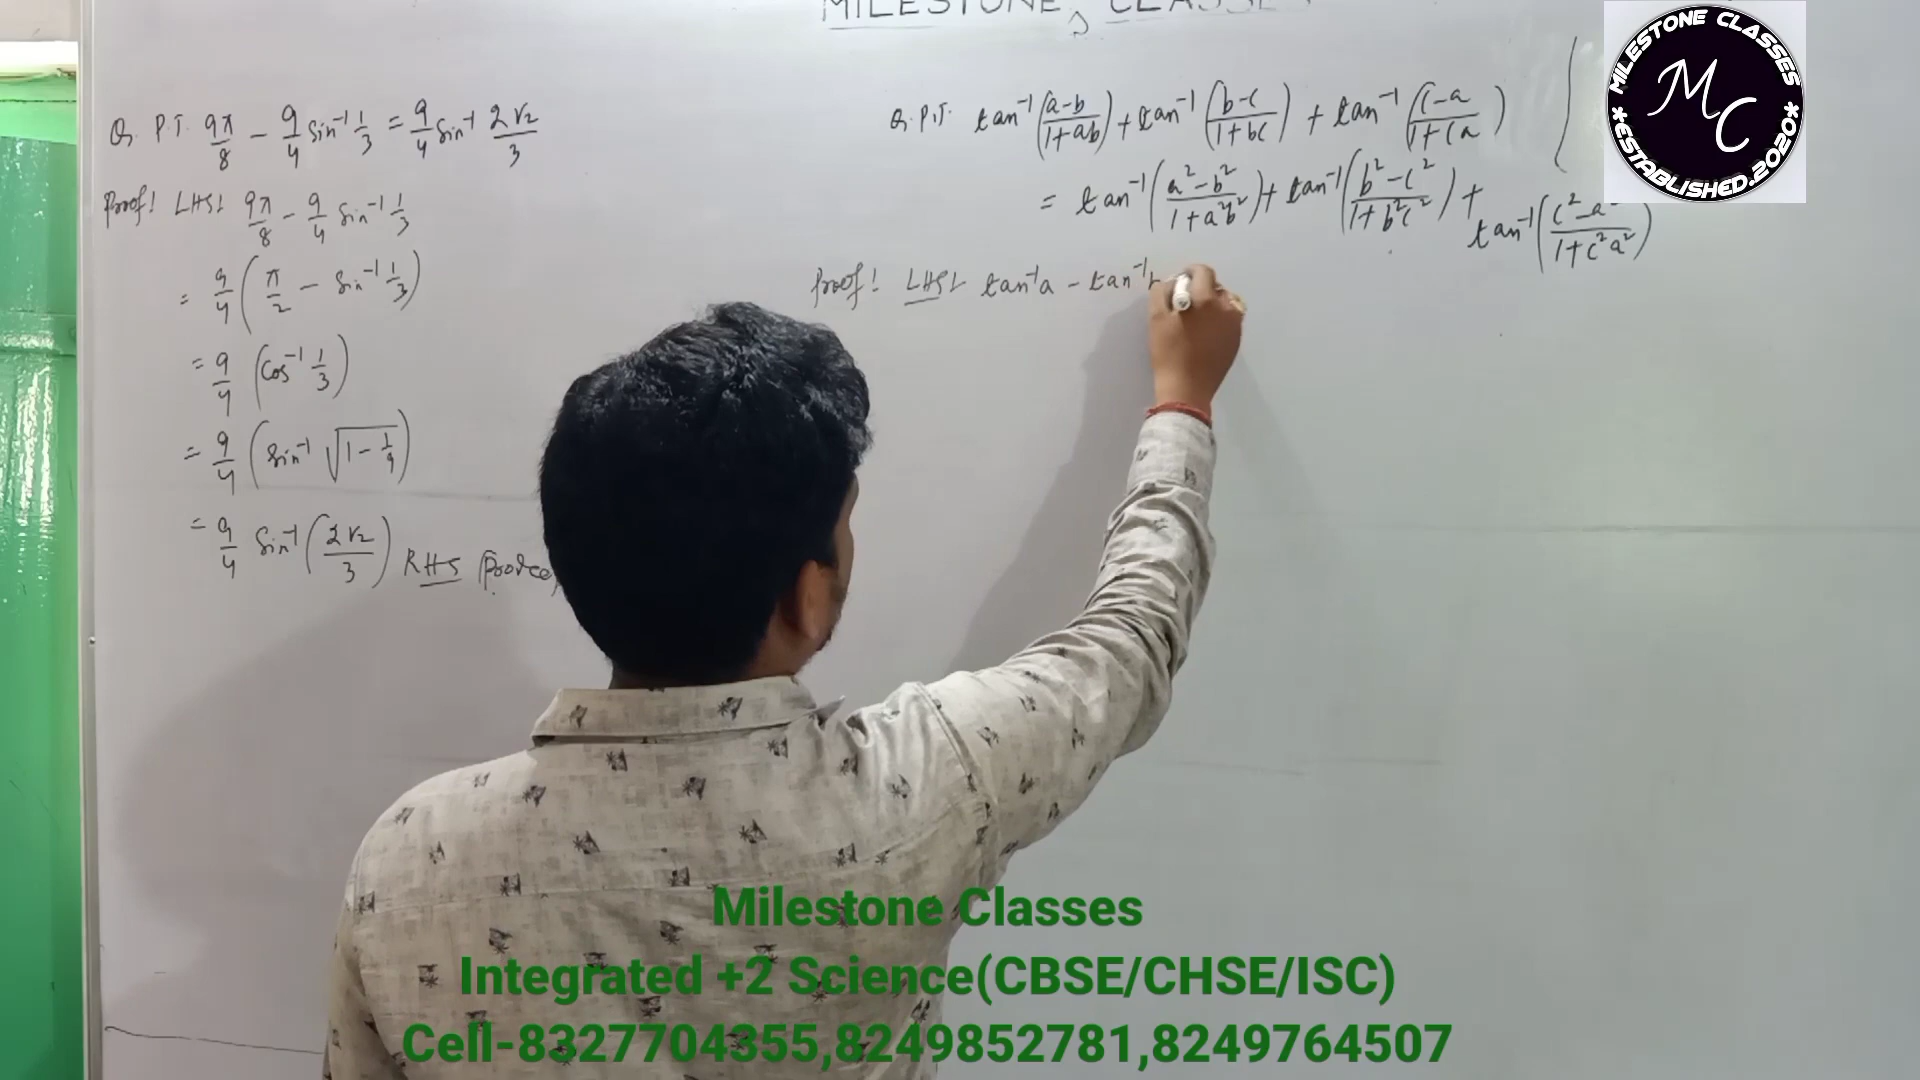 MILESTONE CLASSES
Q. P.T. 9π/8 - 9/4 sin⁻¹ 1/3 = 9/4 sin⁻¹ 2√2/3
Proof! LHS! 9π/8 - 9/4 sin⁻¹ 1/3
= 9/4 (π/2 - sin⁻¹ 1/3)
= 9/4 (cos⁻¹ 1/3)
= 9/4 (sin⁻¹ √(1 - 1/9))
= 9/4 sin⁻¹ (2√2/3) RHS
Q. P.T. tan⁻¹ (a-b/1+ab) + tan⁻¹ (b-c/1+bc) + tan⁻¹ (c-a/1+ca)
= tan⁻¹ (a²-b²/1+a²b²) + tan⁻¹ (b²-c²/1+b²c²) +
tan⁻¹ (c²-a²/1+c²a²)
Proof! LHS! tan⁻¹a - tan⁻¹b
MILESTONE CLASSES
MC
*ESTABLISHED.2020*
Milestone Classes
Integrated +2 Science(CBSE/CHSE/ISC)
Cell-8327704355,8249852781,8249764507